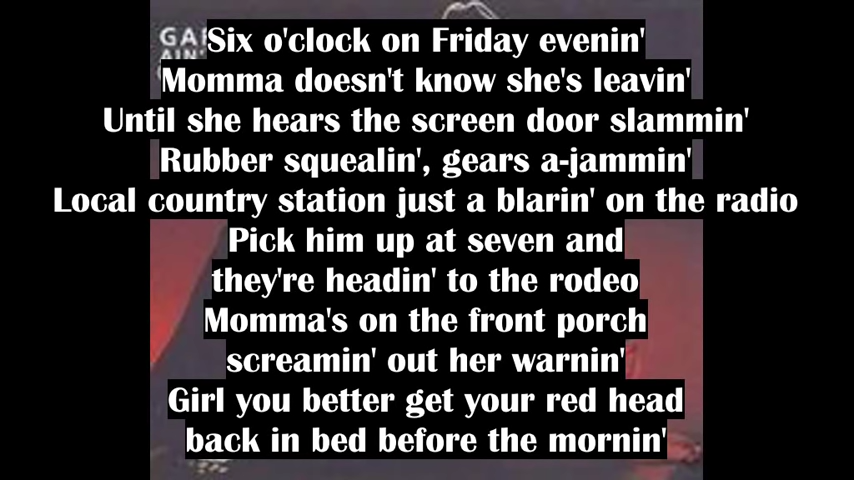 GA
AIN'
Six o'clock on Friday evenin'
Momma doesn't know she's leavin'
Until she hears the screen door slammin'
Rubber squealin', gears a-jammin'
Local country station just a blarin' on the radio
Pick him up at seven and
they're headin' to the rodeo
Momma's on the front porch
screamin' out her warnin'
Girl you better get your red head
back in bed before the mornin'